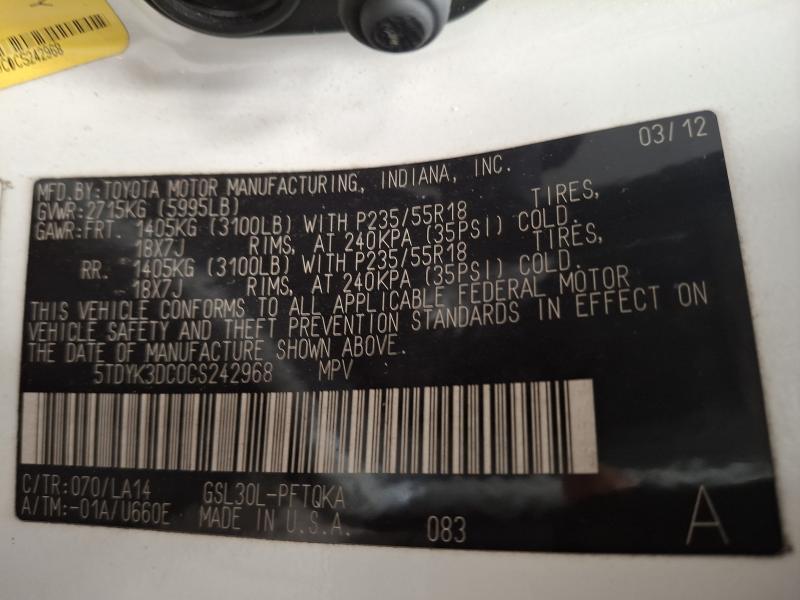 C0CS242968
03/12
MFD.BY:TOYOTA MOTOR MANUFACTURING, INDIANA, INC.
GVWR:2715KG (5995LB)
GAWR:FRT. 1405KG (3100LB) WITH P235/55R18 TIRES,
18X7J RIMS, AT 240KPA (35PSI) COLD.
RR. 1405KG (3100LB) WITH P235/55R18 TIRES,
18X7J RIMS, AT 240KPA (35PSI) COLD.
THIS VEHICLE CONFORMS TO ALL APPLICABLE FEDERAL MOTOR
VEHICLE SAFETY AND THEFT PREVENTION STANDARDS IN EFFECT ON
THE DATE OF MANUFACTURE SHOWN ABOVE.
5TDYK3DC0CS242968 MPV
C/TR:070/LA14 GSL30L-PFTQKA
A/TM:-01A/U660E MADE IN U.S.A. 083 A